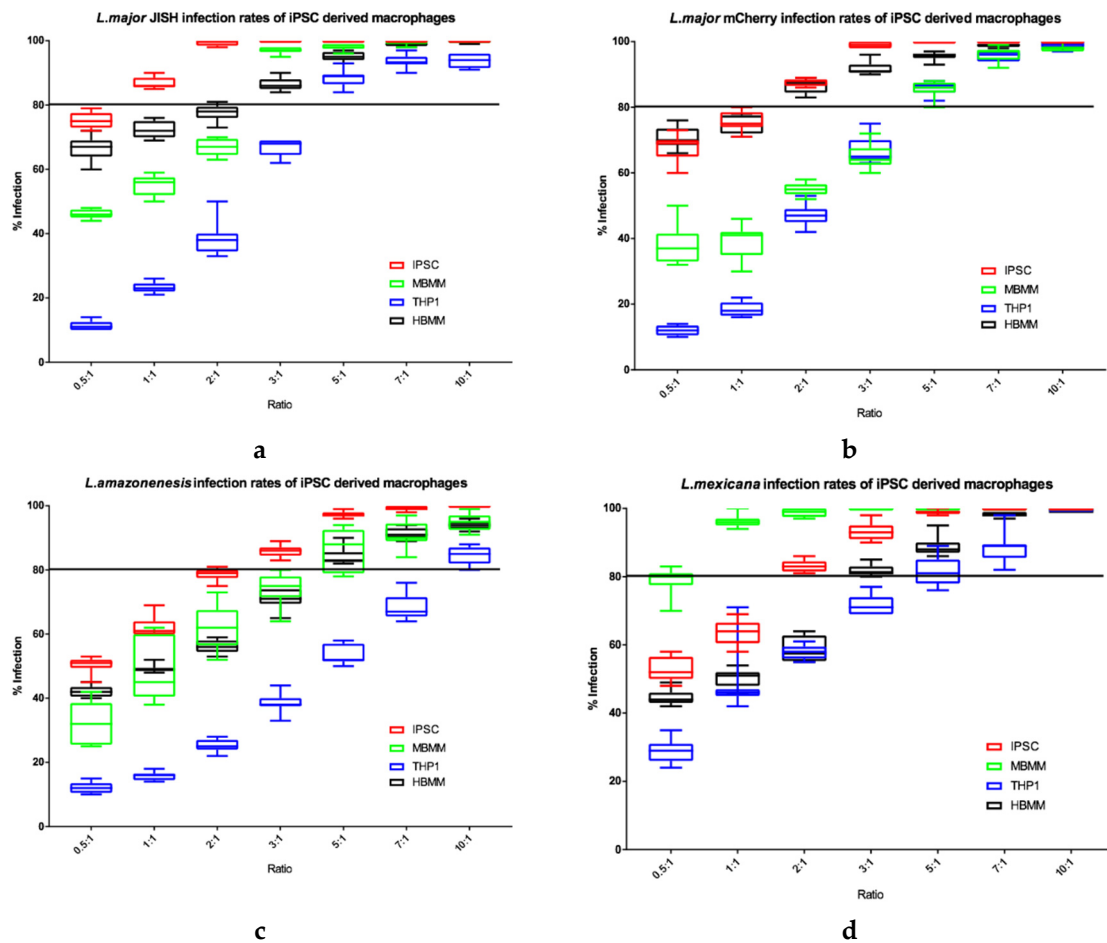 L.major JISH infection rates of iPSC derived macrophages
100
80
60
40
20
0
% Infection
IPSC
MBMM
THP1
HBMM
0.5:1
1:1
2:1
3:1
5:1
7:1
10:1
Ratio
a
L.major mCherry infection rates of iPSC derived macrophages
100
80
60
40
20
0
% Infection
IPSC
MBMM
THP1
HBMM
0.5:1
1:1
2:1
3:1
5:1
7:1
10:1
Ratio
b
L.amazonenesis infection rates of iPSC derived macrophages
100
80
60
40
20
0
% Infection
IPSC
MBMM
THP1
HBMM
0.5:1
1:1
2:1
3:1
5:1
7:1
10:1
Ratio
c
L.mexicana infection rates of iPSC derived macrophages
100
80
60
40
20
0
% Infection
IPSC
MBMM
THP1
HBMM
0.5:1
1:1
2:1
3:1
5:1
7:1
10:1
Ratio
d